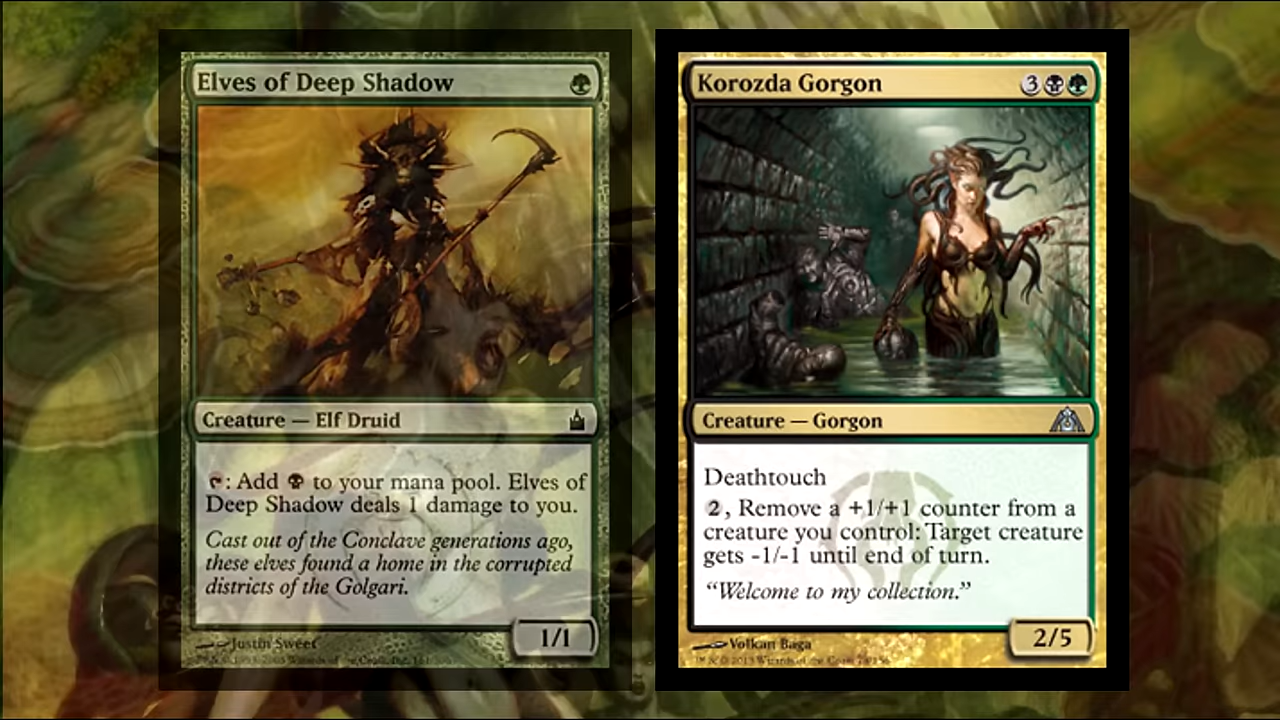 Elves of Deep Shadow
Creature — Elf Druid
: Add to your mana pool. Elves of
Deep Shadow deals 1 damage to you.
Cast out of the Conclave generations ago,
these elves found a home in the corrupted
districts of the Golgari.
Justin Sweet
1/1
Korozda Gorgon
3
Creature — Gorgon
Deathtouch
2, Remove a +1/+1 counter from a
creature you control: Target creature
gets -1/-1 until end of turn.
“Welcome to my collection.”
Volkan Baga
2/5